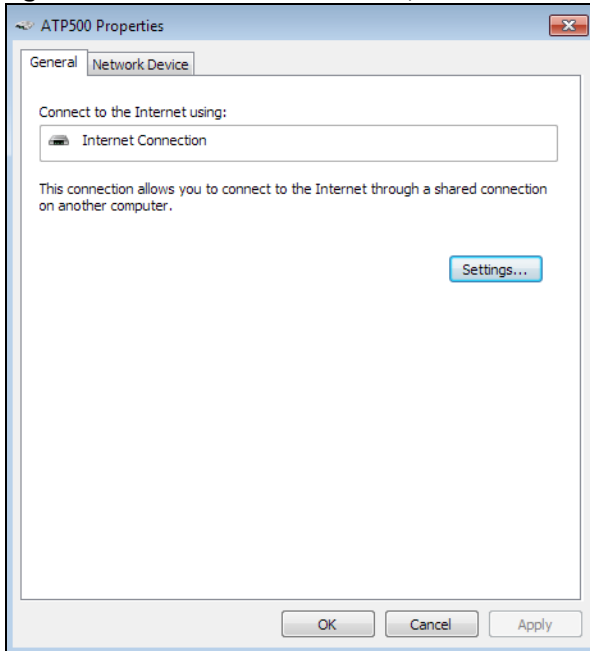 ATP500 Properties
General
Network Device
Connect to the Internet using:
Internet Connection
This connection allows you to connect to the Internet through a shared connection
on another computer.
Settings...
OK
Cancel
Apply